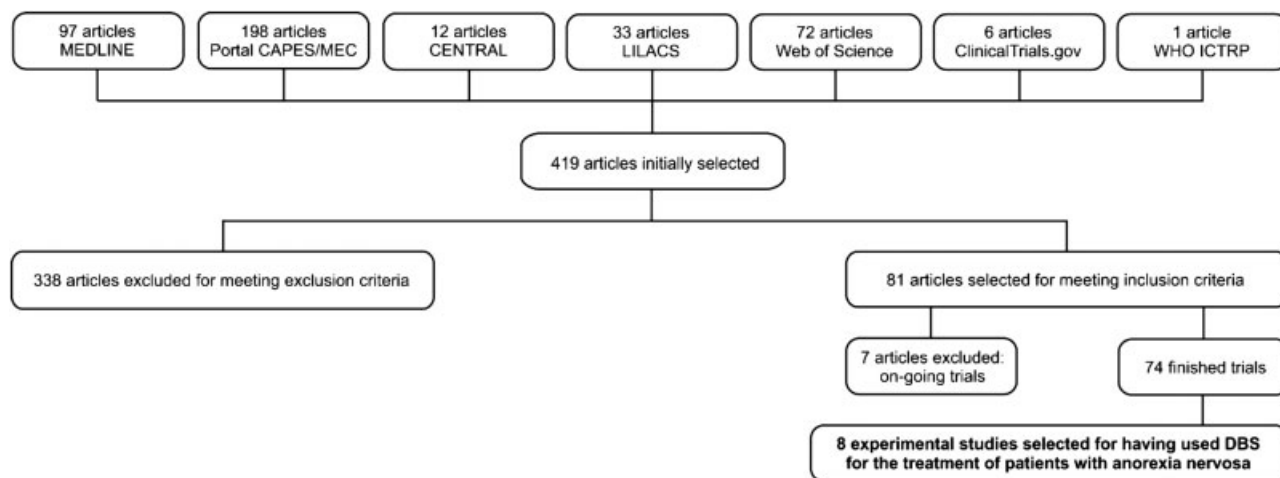 97 articles
MEDLINE
198 articles
Portal CAPES/MEC
12 articles
CENTRAL
33 articles
LILACS
72 articles
Web of Science
6 articles
ClinicalTrials.gov
1 article
WHO ICTRP
419 articles initially selected
338 articles excluded for meeting exclusion criteria
81 articles selected for meeting inclusion criteria
7 articles excluded:
on-going trials
74 finished trials
8 experimental studies selected for having used DBS
for the treatment of patients with anorexia nervosa